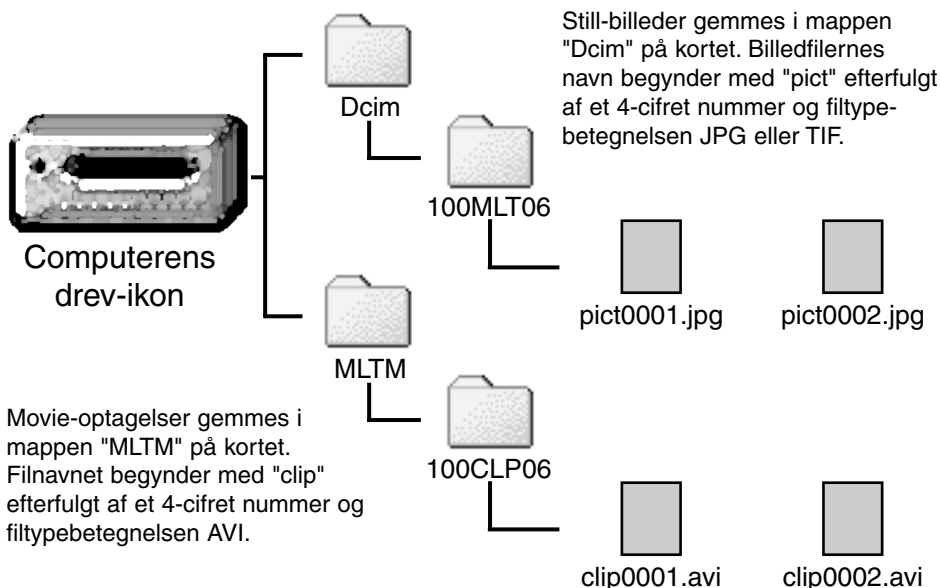 Still-billeder gemmes i mappen
"Dcim" på kortet. Billedfilernes
navn begynder med "pict" efterfulgt
af et 4-cifret nummer og filtype-
betegnelsen JPG eller TIF.
Dcim
100MLT06
Computerens
drev-ikon
pict0001.jpg
pict0002.jpg
MLTM
Movie-optagelser gemmes i
mappen "MLTM" på kortet.
Filnavnet begynder med "clip"
efterfulgt af et 4-cifret nummer og
filtypebetegnelsen AVI.
100CLP06
clip0001.avi
clip0002.avi